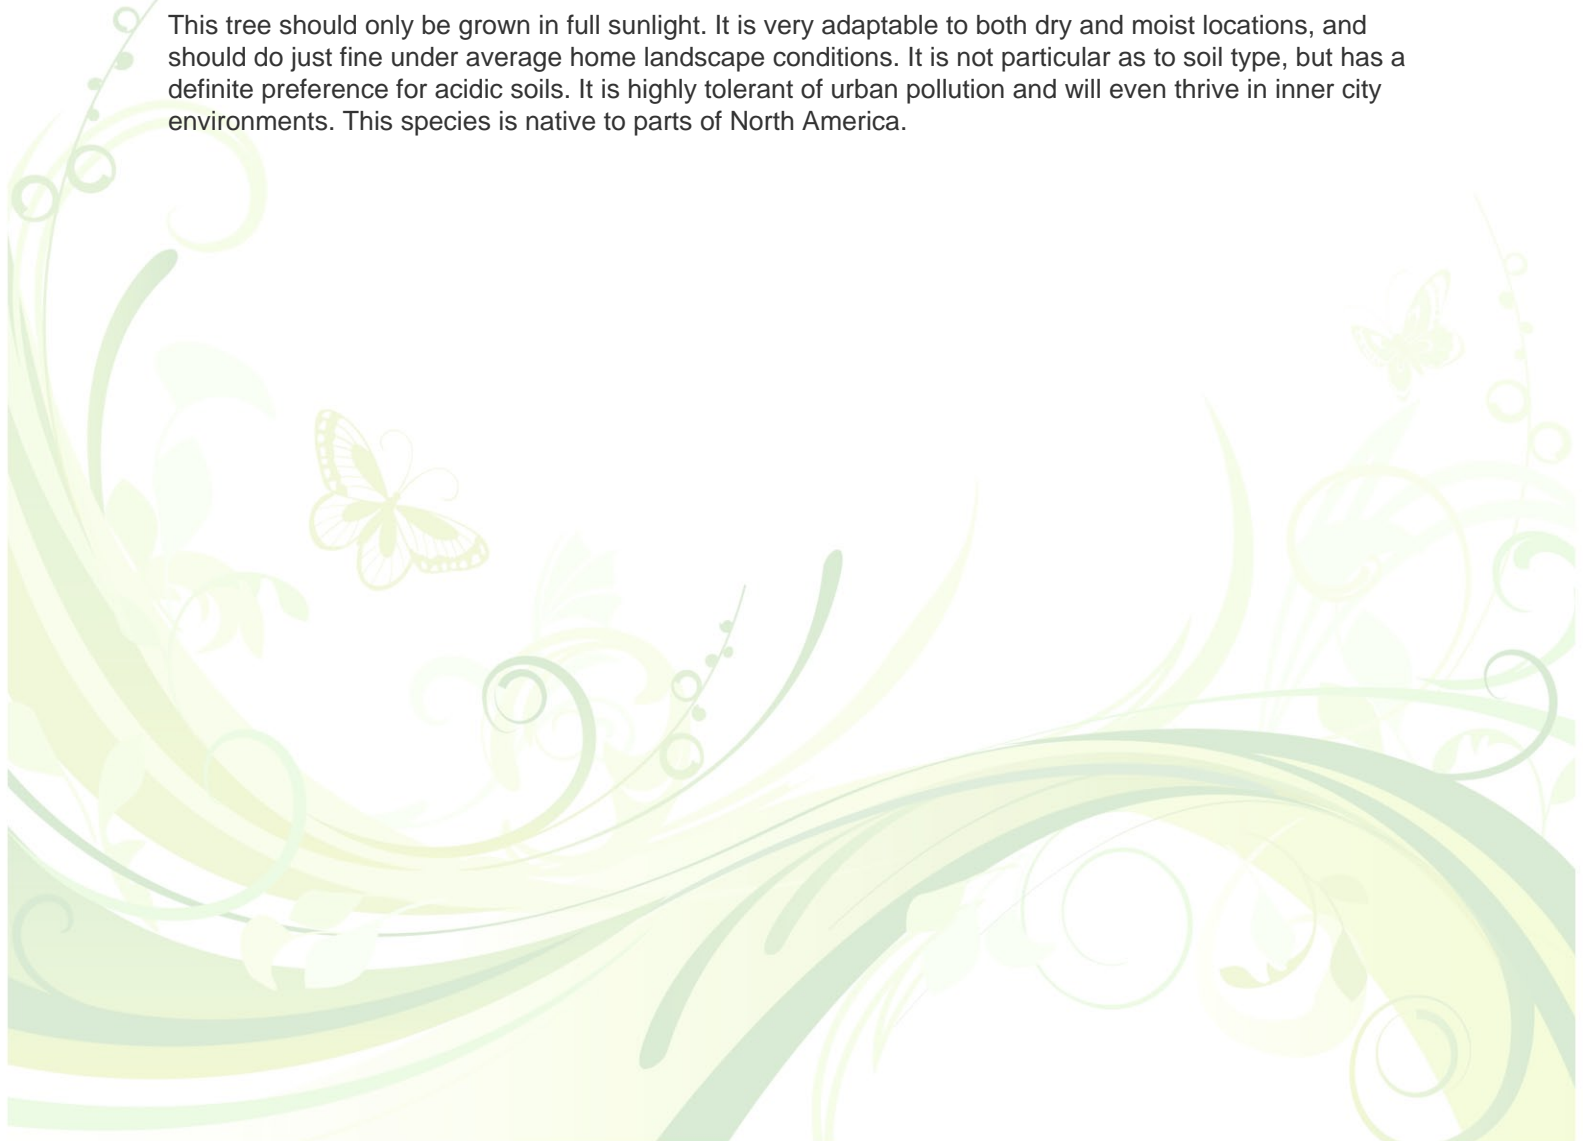 This tree should only be grown in full sunlight. It is very adaptable to both dry and moist locations, and
should do just fine under average home landscape conditions. It is not particular as to soil type, but has a
definite preference for acidic soils. It is highly tolerant of urban pollution and will even thrive in inner city
environments. This species is native to parts of North America.